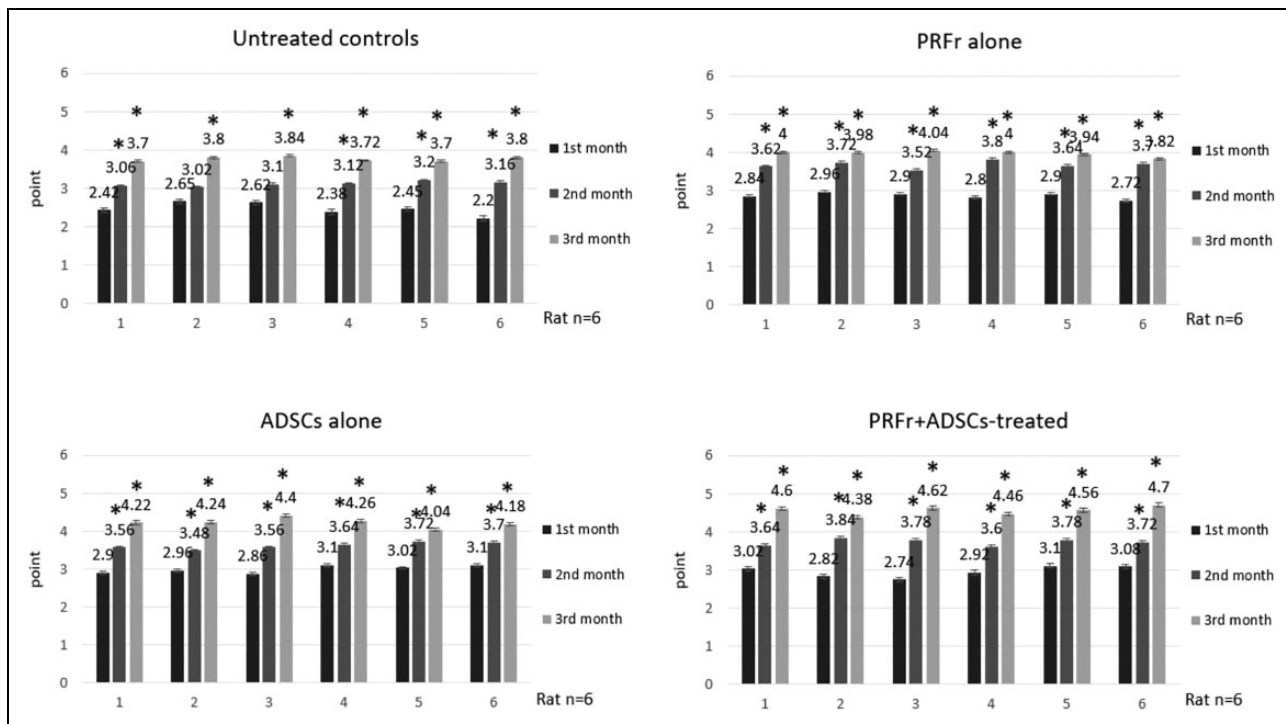 Untreated controls
6
5
4
3
2
1
0
point
* * * * * * * * * *
3.7 3.8 3.84 3.72 3.7 3.8
3.06 3.02 3.1 3.12 3.2 3.16
2.42 2.65 2.62 2.38 2.45 2.2
1st month
2nd month
3rd month
1 2 3 4 5 6
Rat n=6
PRFr alone
6
5
4
3
2
1
0
point
* * * * * * * * * * * *
4 3.98 4.04 4 3.94 3.82
3.62 3.72 3.52 3.8 3.64 3.7
2.84 2.96 2.9 2.8 2.9 2.72
1st month
2nd month
3rd month
1 2 3 4 5 6
Rat n=6
ADSCs alone
6
5
4
3
2
1
0
point
* * * * * * * * * * * *
4.22 4.24 4.4 4.26 4.04 4.18
3.56 3.48 3.56 3.64 3.72 3.7
2.9 2.96 2.86 3.1 3.02 3.1
1st month
2nd month
3rd month
1 2 3 4 5 6
Rat n=6
PRFr+ADSCs-treated
6
5
4
3
2
1
0
point
* * * * * * * * * * * *
4.6 4.38 4.62 4.46 4.56 4.7
3.64 3.84 3.78 3.6 3.78 3.72
3.02 2.82 2.74 2.92 3.1 3.08
1st month
2nd month
3rd month
1 2 3 4 5 6
Rat n=6